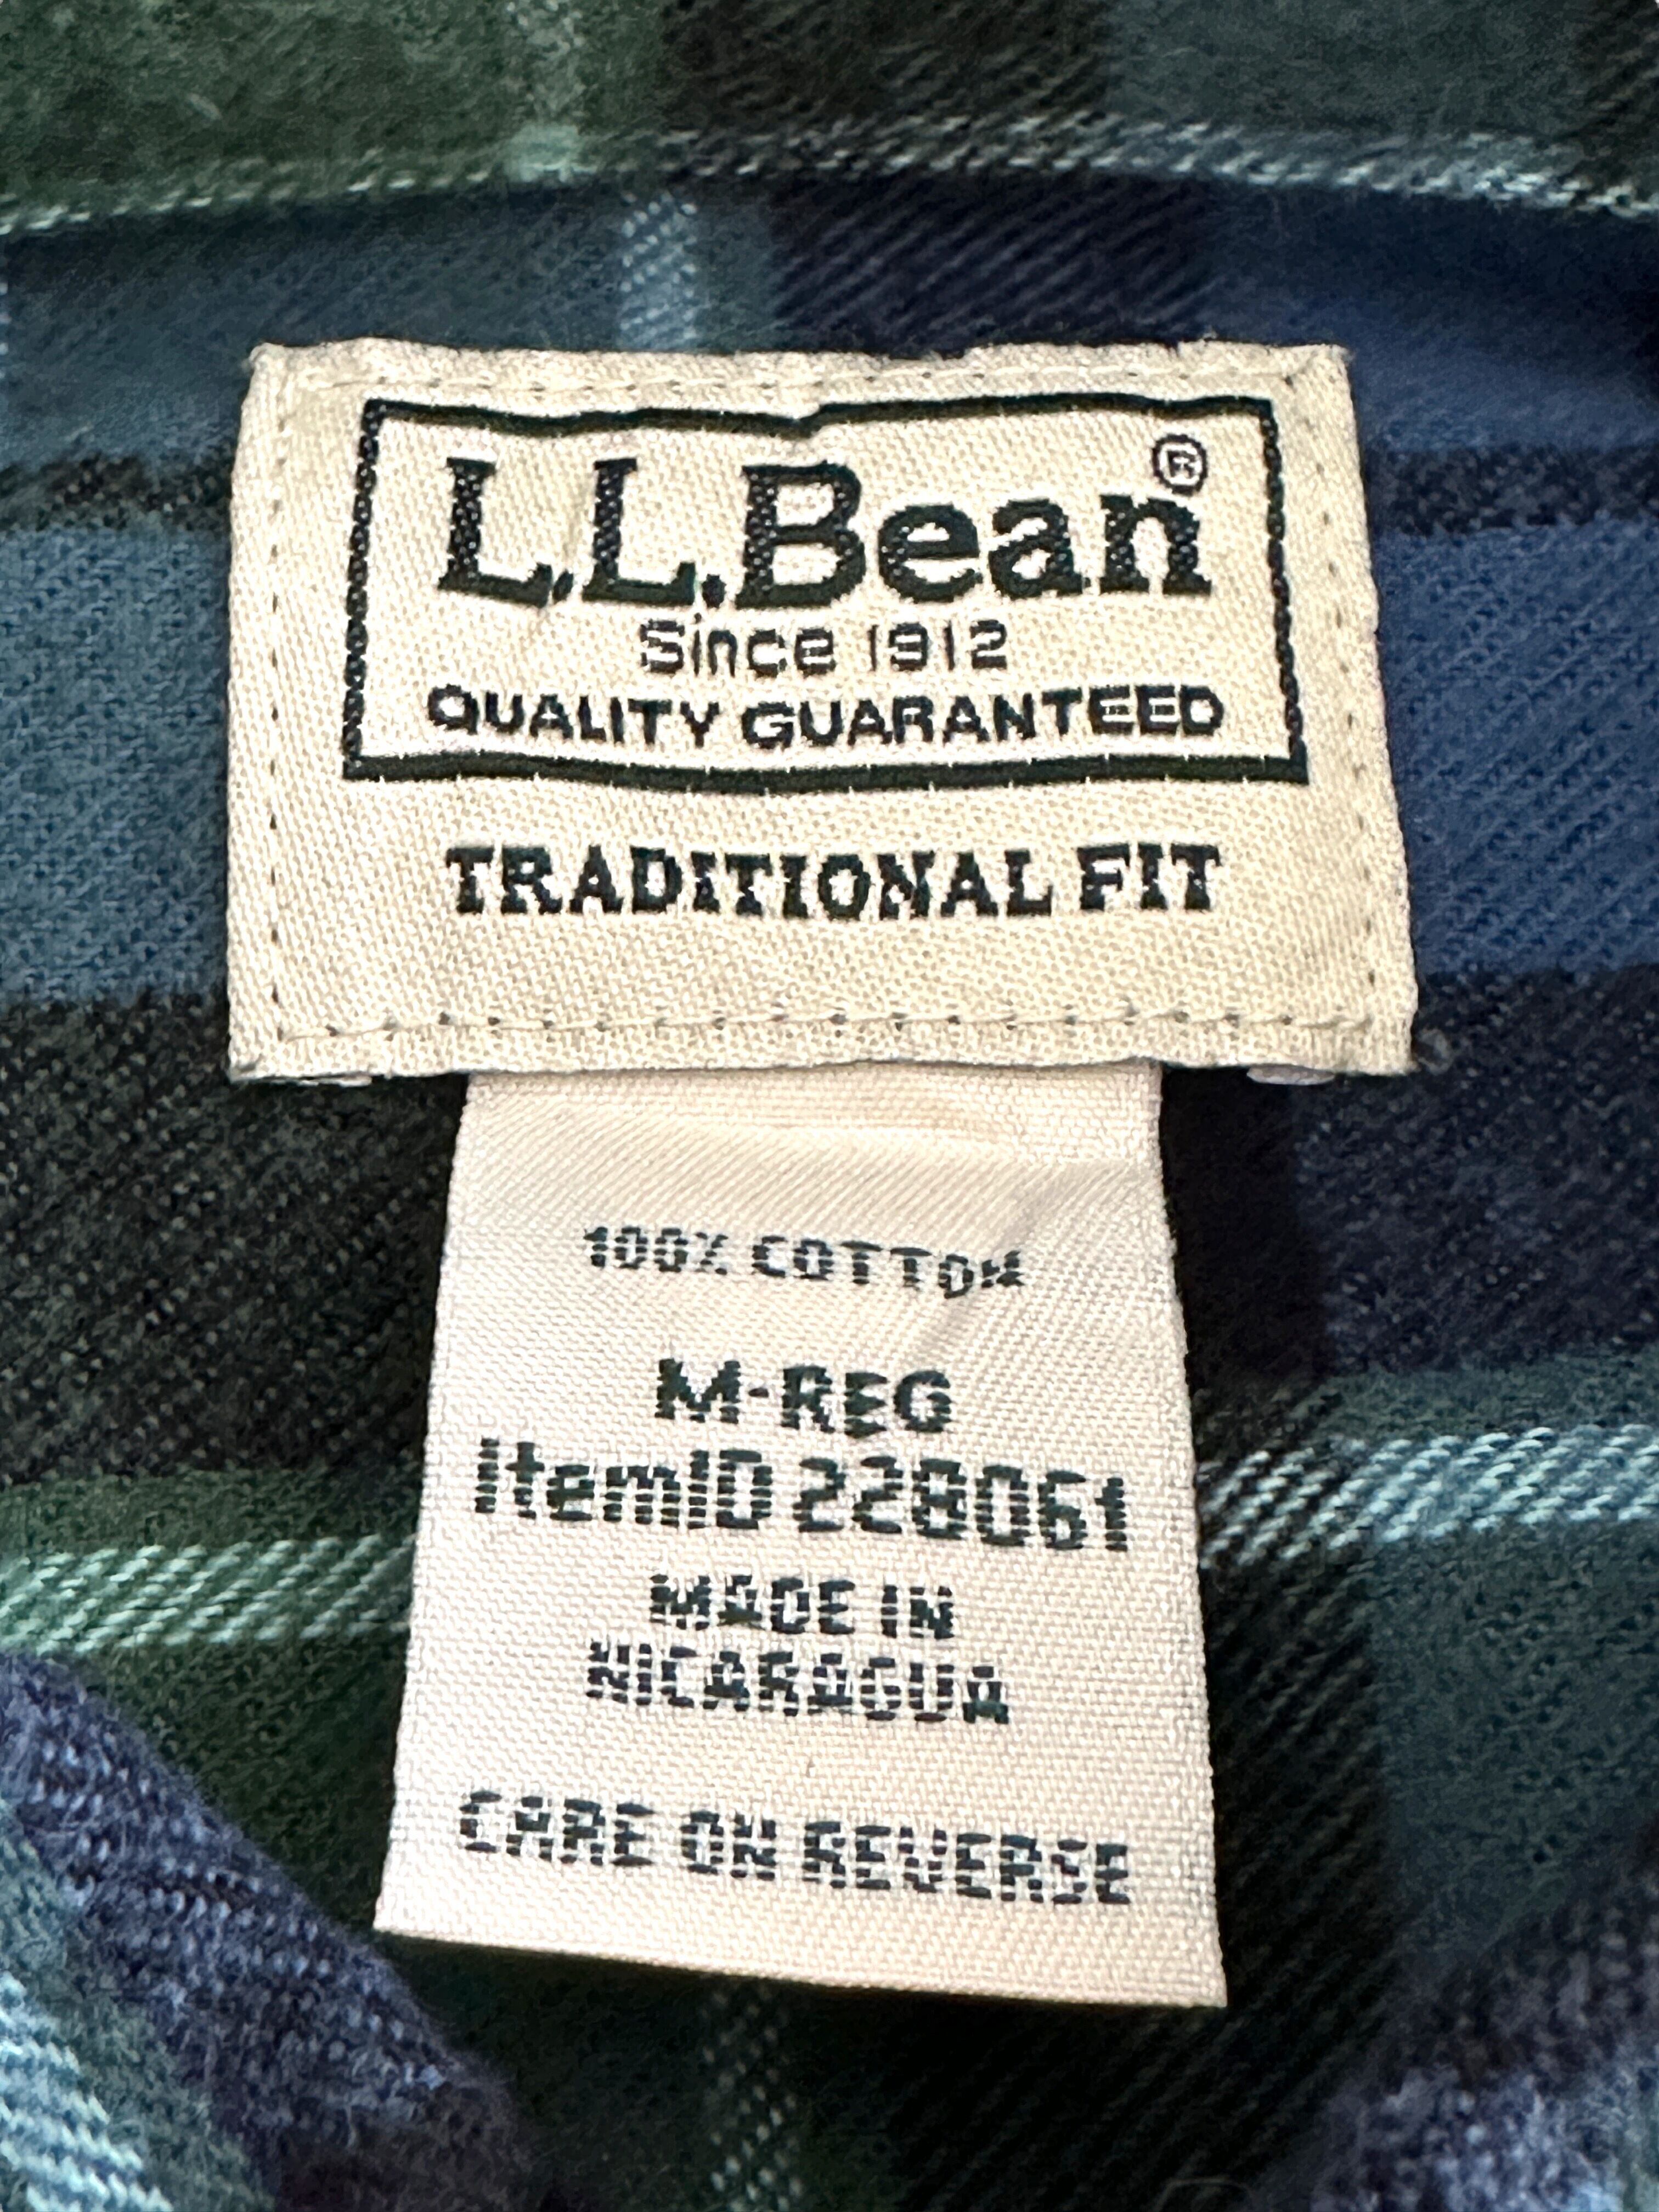 L.L.Bean®
Since 1912
QUALITY GUARANTEED
TRADITIONAL FIT
100% COTTON
M-REG
ItemID 228061
MADE IN
NICARAGUA
CARE ON REVERSE